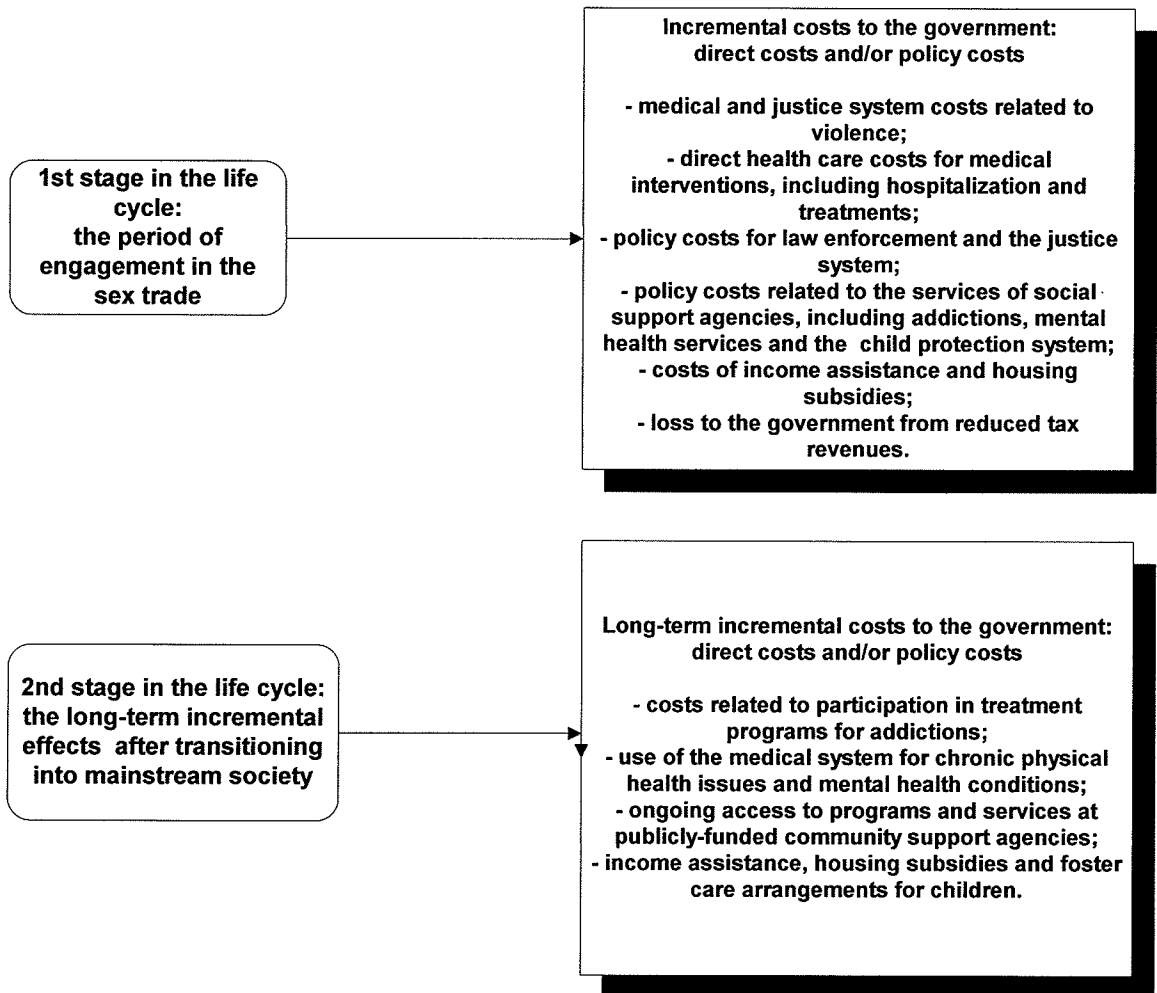 1st stage in the life
cycle:
the period of
engagement in the
sex trade
Incremental costs to the government:
direct costs and/or policy costs
- medical and justice system costs related to
violence;
- direct health care costs for medical
interventions, including hospitalization and
treatments;
- policy costs for law enforcement and the justice
system;
- policy costs related to the services of social
support agencies, including addictions, mental
health services and the child protection system;
- costs of income assistance and housing
subsidies;
- loss to the government from reduced tax
revenues.
2nd stage in the life cycle:
the long-term incremental
effects after transitioning
into mainstream society
Long-term incremental costs to the government:
direct costs and/or policy costs
- costs related to participation in treatment
programs for addictions;
- use of the medical system for chronic physical
health issues and mental health conditions;
- ongoing access to programs and services at
publicly-funded community support agencies;
- income assistance, housing subsidies and foster
care arrangements for children.